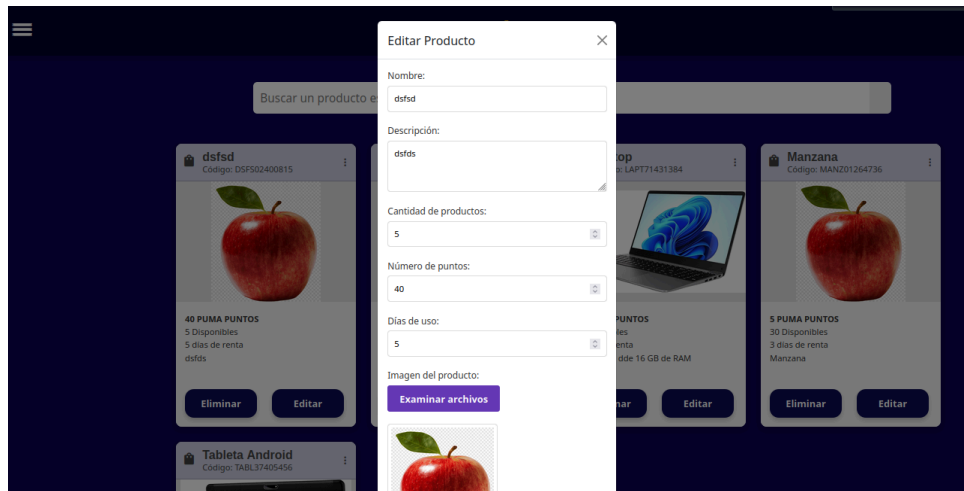 Editar Producto
Nombre:
dsfsd
Descripción:
dsfds
Cantidad de productos:
5
Número de puntos:
40
Días de uso:
5
Imagen del producto:
Examinar archivos
Buscar un producto e
dsfsd
Código: DSFS02400815
40 PUMA PUNTOS
5 Disponibles
5 días de renta
dsfds
Eliminar
Editar
top
o: LAPT71431384
PUNTOS
les
enta
dde 16 GB de RAM
nar
Editar
Manzana
Código: MANZ01264736
5 PUMA PUNTOS
30 Disponibles
3 días de renta
Manzana
Eliminar
Editar
Tableta Android
Código: TABL37405456